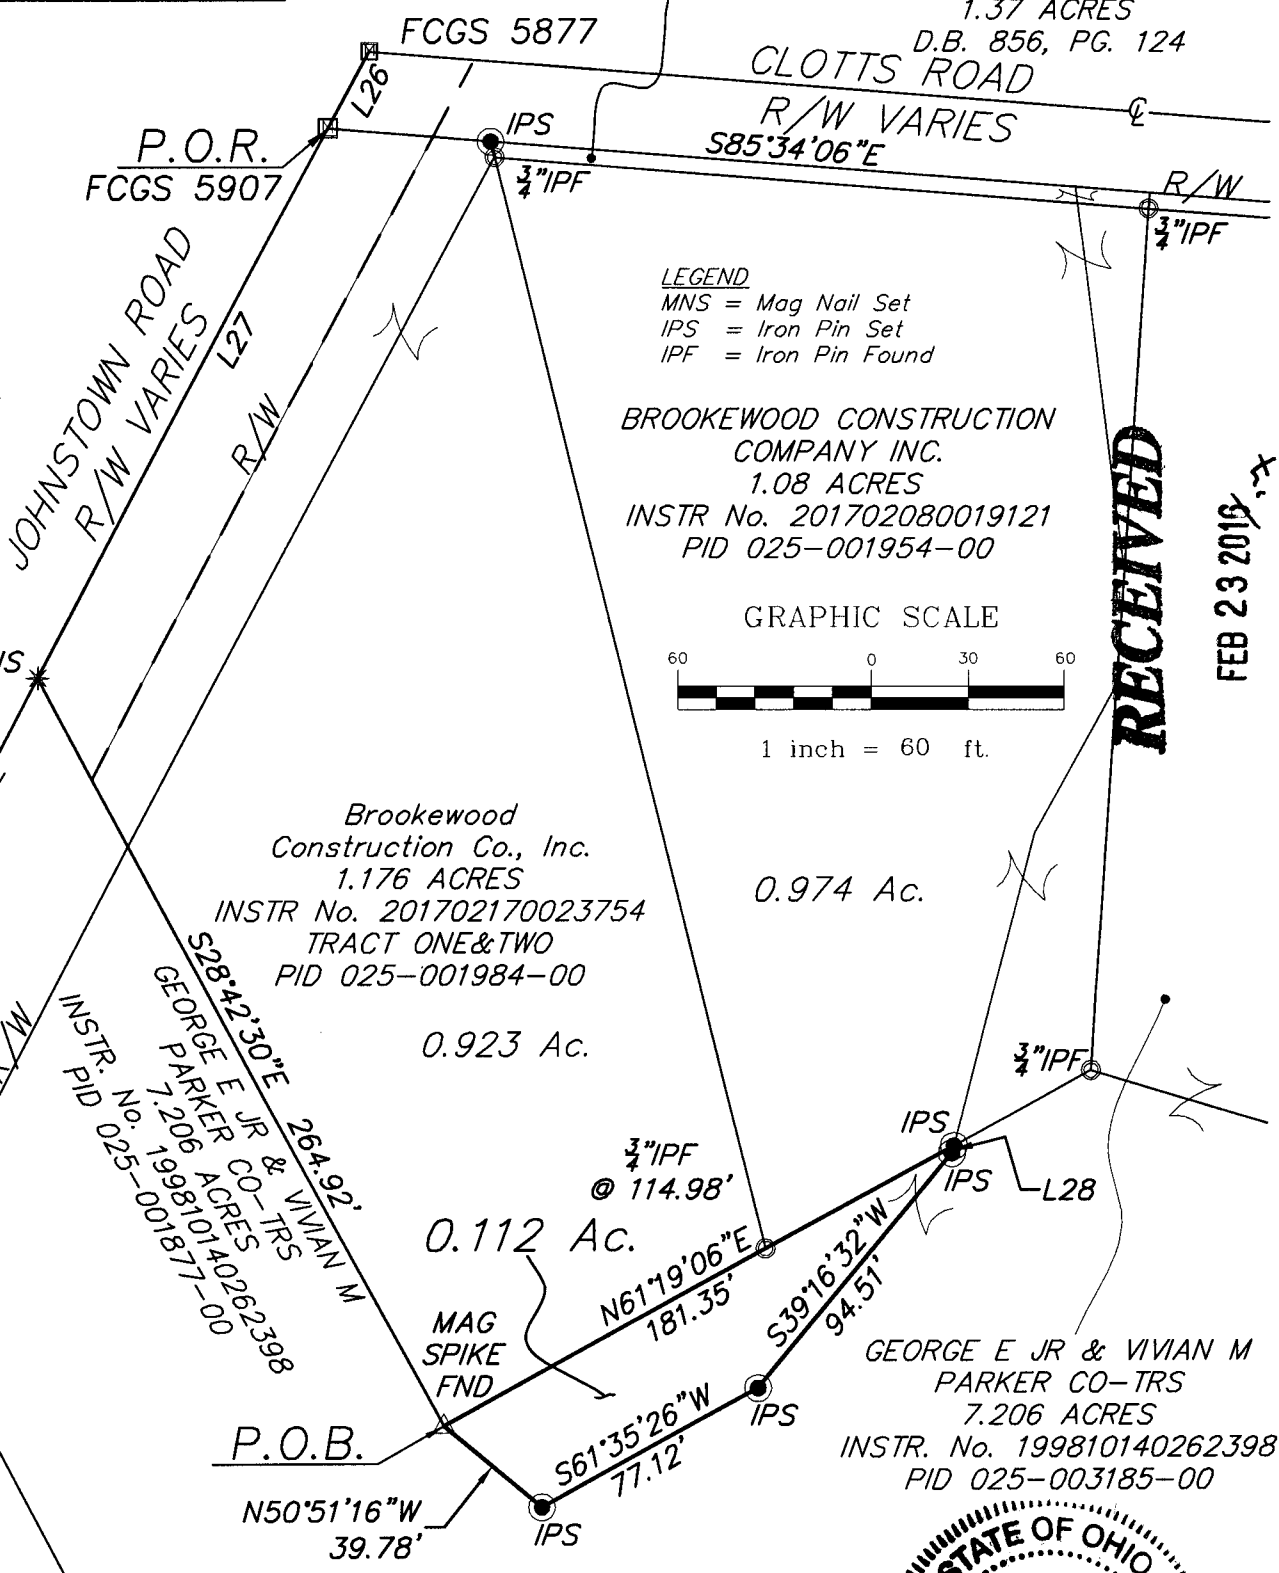 1.37 ACRES
D.B. 856, PG. 124
FCGS 5877
CLOTTS ROAD
R/W VARIES
L26
P.O.R.
FCGS 5907
IPS
S85°34'06"E
3/4"IPF
R/W
3/4"IPF
JOHNSTOWN ROAD
R/W VARIES
L27
R/W
LEGEND
MNS = Mag Nail Set
IPS = Iron Pin Set
IPF = Iron Pin Found
BROOKEWOOD CONSTRUCTION
COMPANY INC.
1.08 ACRES
INSTR No. 201702080019121
PID 025-001954-00
RECEIVED
FEB 23 2016
GRAPHIC SCALE
60 0 30 60
1 inch = 60 ft.
Brookewood
Construction Co., Inc.
1.176 ACRES
INSTR No. 201702170023754
TRACT ONE&TWO
PID 025-001984-00
0.923 Ac.
0.974 Ac.
S28°42'30"E 264.92'
GEORGE E JR & VIVIAN M
PARKER CO-TRS
7.206 ACRES
INSTR. No. 199810140262398
PID 025-001877-00
R/W
3/4"IPF
IPS
IPS
L28
3/4"IPF
@ 114.98'
0.112 Ac.
N61°19'06"E
181.35'
S39°16'32"W
94.51'
MAG
SPIKE
FND
P.O.B.
S61°35'26"W
77.12'
IPS
N50°51'16"W
39.78'
IPS
GEORGE E JR & VIVIAN M
PARKER CO-TRS
7.206 ACRES
INSTR. No. 199810140262398
PID 025-003185-00
STATE OF OHIO